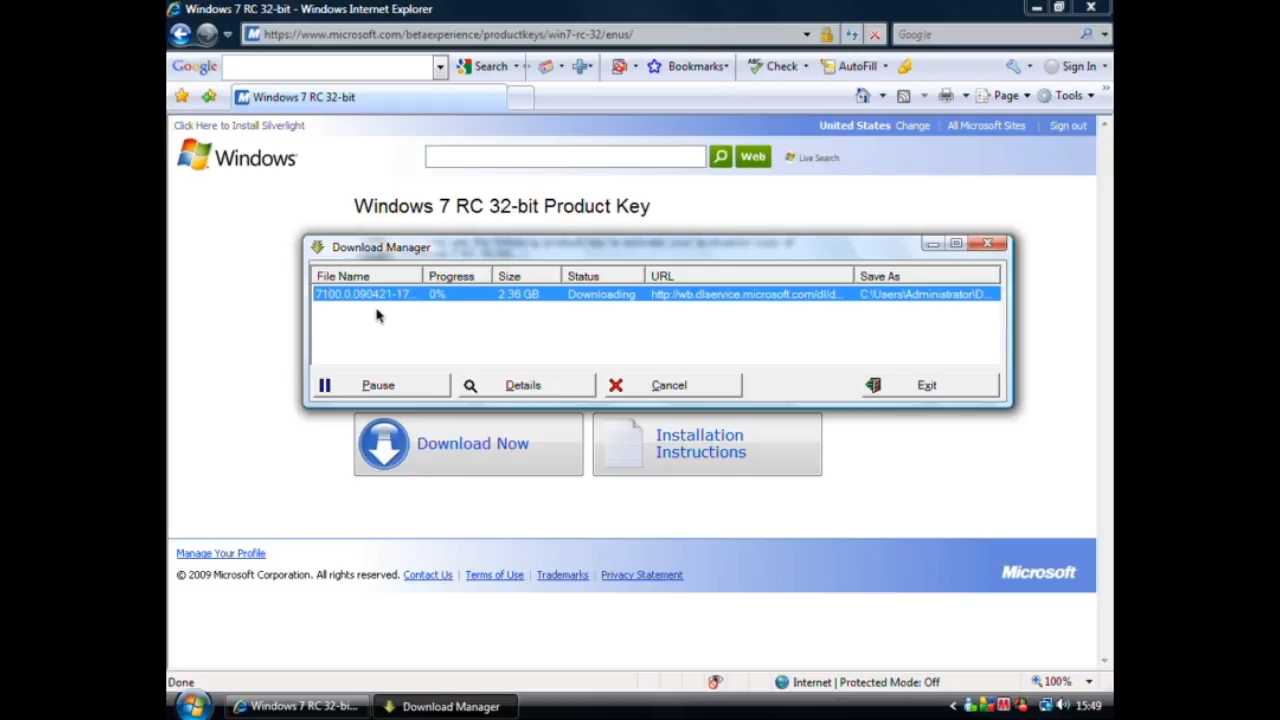 Windows 7 RC 32-bit - Windows Internet Explorer
https://www.microsoft.com/betaexperience/productkeys/win7-rc-32/enus/
Google
Google Search Bookmarks Check AutoFill Sign In
Windows 7 RC 32-bit Page Tools
Click Here to Install Silverlight United States Change All Microsoft Sites | Sign out
Windows Web Live Search
Windows 7 RC 32-bit Product Key
Download Manager
File Name Progress Size Status URL Save As
7100.0.090421-17... 0% 2.36 GB Downloading http://wb.dlservice.microsoft.com/dl/d... C:\Users\Administrator\D...
Pause Details Cancel Exit
Download Now
Installation
Instructions
Manage Your Profile
© 2009 Microsoft Corporation. All rights reserved. Contact Us | Terms of Use | Trademarks | Privacy Statement
Microsoft
Done Internet | Protected Mode: Off 100%
Windows 7 RC 32-bi... Download Manager 15:49